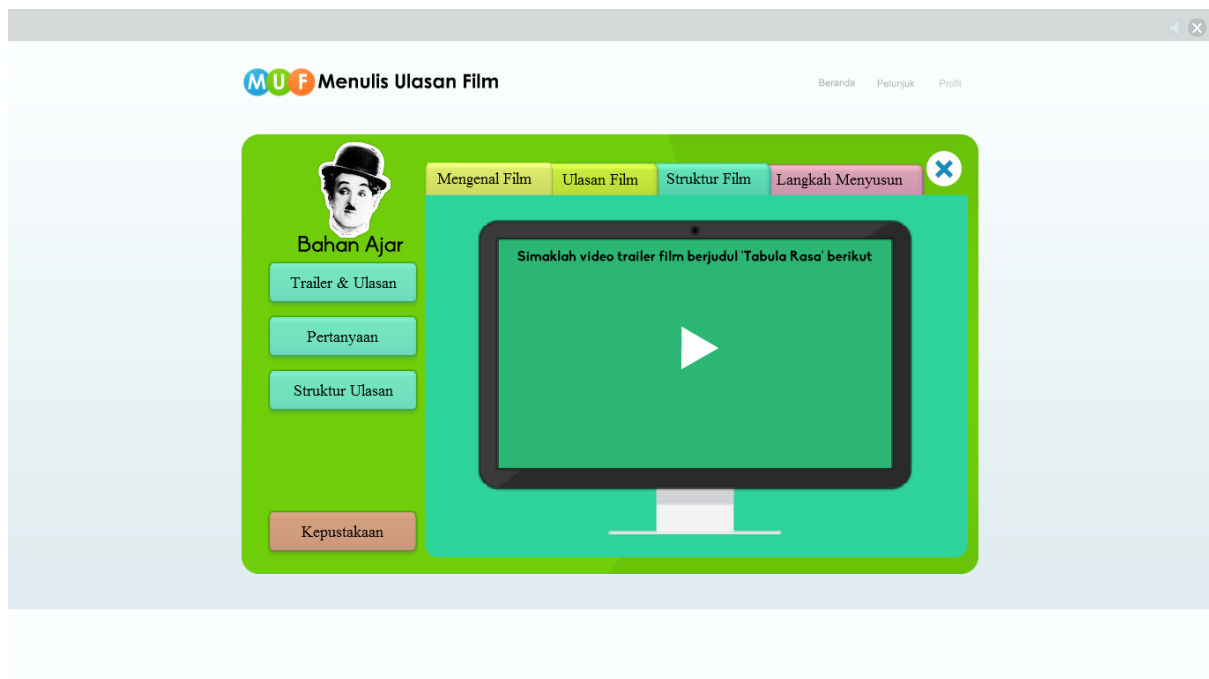 MUF Menulis Ulasan Film
Beranda Petunjuk Profil
Bahan Ajar
Trailer & Ulasan
Pertanyaan
Struktur Ulasan
Kepustakaan
Mengenal Film Ulasan Film Struktur Film Langkah Menyusun
Simaklah video trailer film berjudul 'Tabula Rasa' berikut